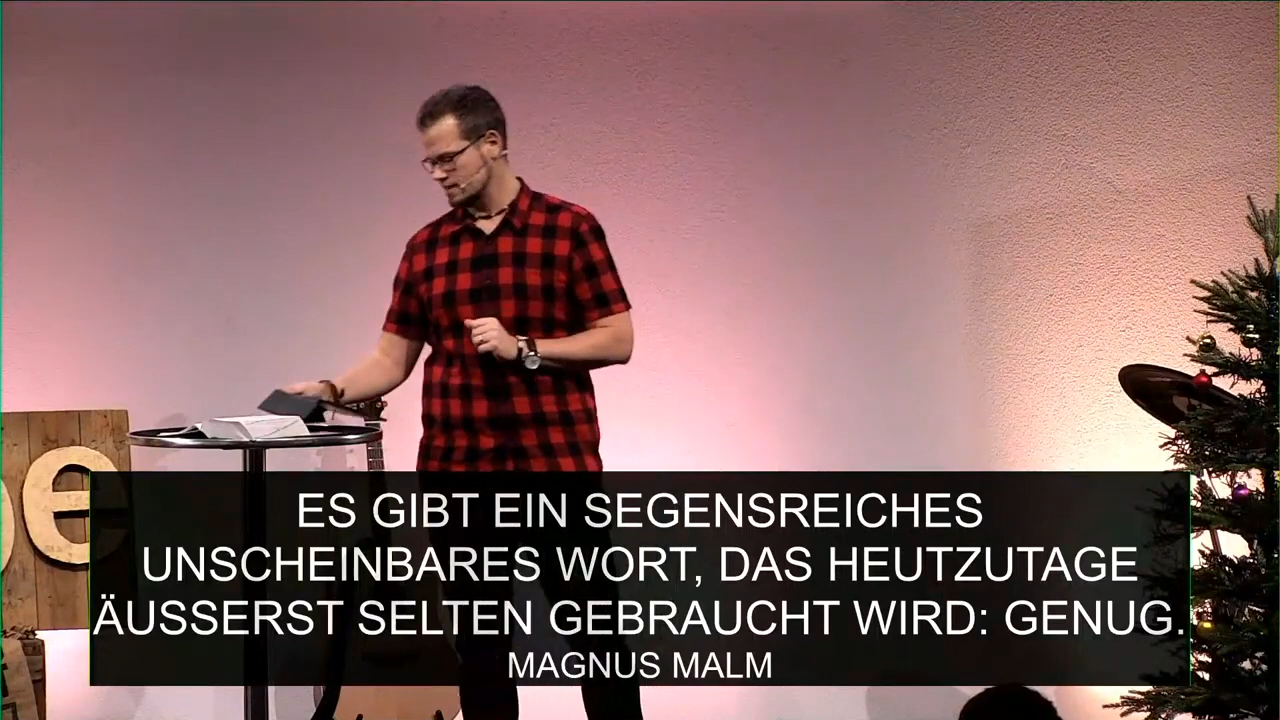 ES GIBT EIN SEGENSREICHES
UNSCHEINBARES WORT, DAS HEUTZUTAGE
ÄUSSERST SELTEN GEBRAUCHT WIRD: GENUG.
MAGNUS MALM